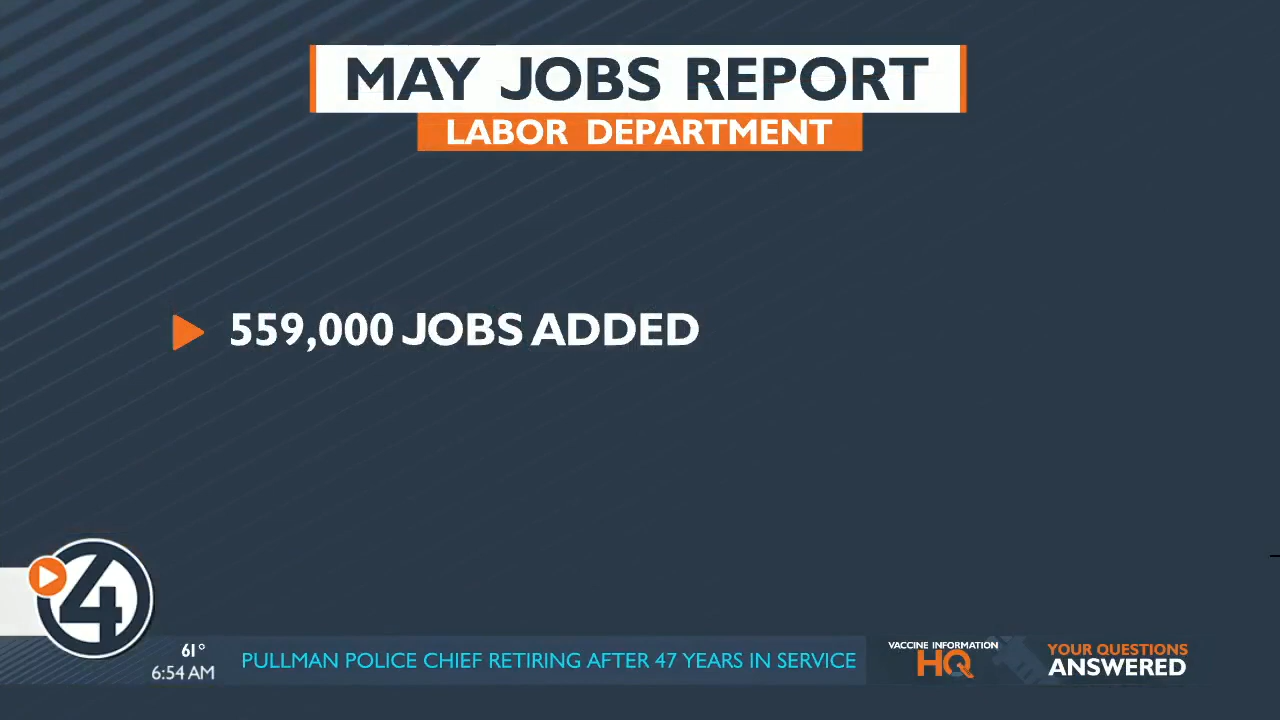 MAY JOBS REPORT
LABOR DEPARTMENT
559,000 JOBS ADDED
4
61°
6:54 AM
PULLMAN POLICE CHIEF RETIRING AFTER 47 YEARS IN SERVICE
VACCINE INFORMATION
HQ
YOUR QUESTIONS
ANSWERED